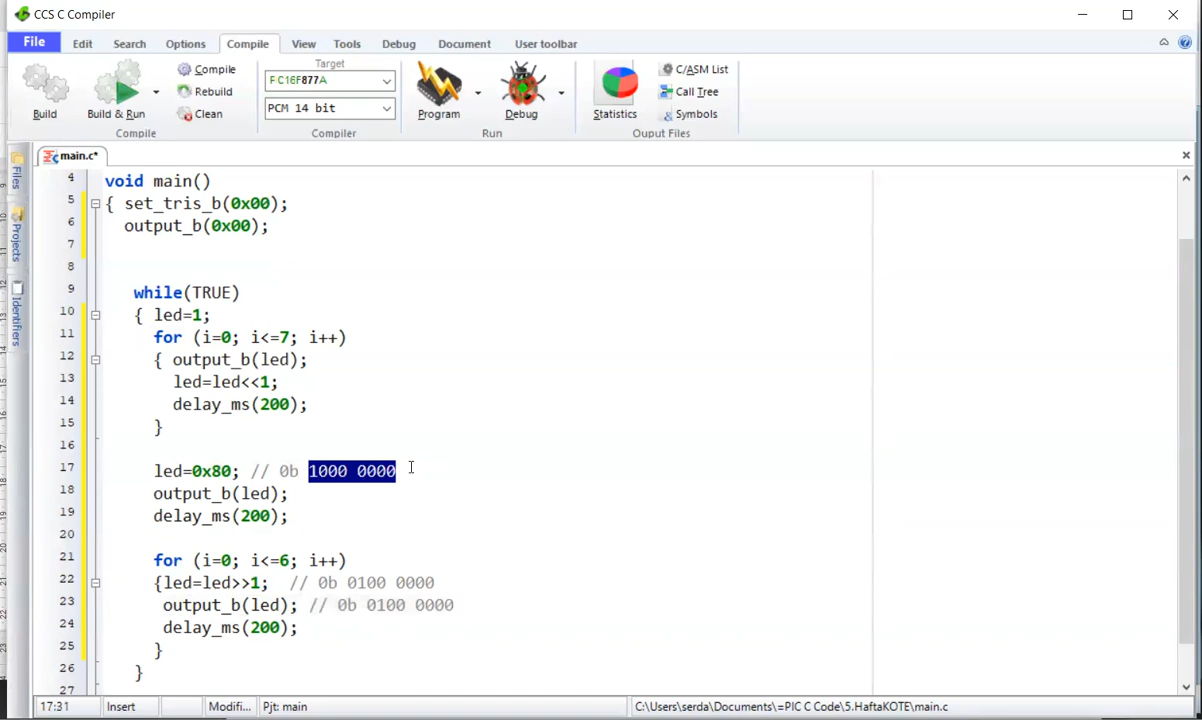 CCS C Compiler
File Edit Search Options Compile View Tools Debug Document User toolbar
Target
Build
Build & Run
Compile
Rebuild
Clean
Compile
PCM 14 bit
Compiler
Program
Debug
Run
Statistics
C/ASM List
Call Tree
Symbols
Ouput Files
main.c*
Files
Projects
Identifiers
4 void main()
5 { set_tris_b(0x00);
6 output_b(0x00);
7
8
9 while(TRUE)
10 { led=1;
11 for (i=0; i<=7; i++)
12 { output_b(led);
13 led=led<<1;
14 delay_ms(200);
15 }
16
17 led=0x80; // 0b 1000 0000
18 output_b(led);
19 delay_ms(200);
20
21 for (i=0; i<=6; i++)
22 {led=led>>1; // 0b 0100 0000
23 output_b(led); // 0b 0100 0000
24 delay_ms(200);
25 }
26 }
27
17:31 Insert Modifi... Pjt: main C:\Users\serda\Documents\=PIC C Code\5.HaftaKOTE\main.c